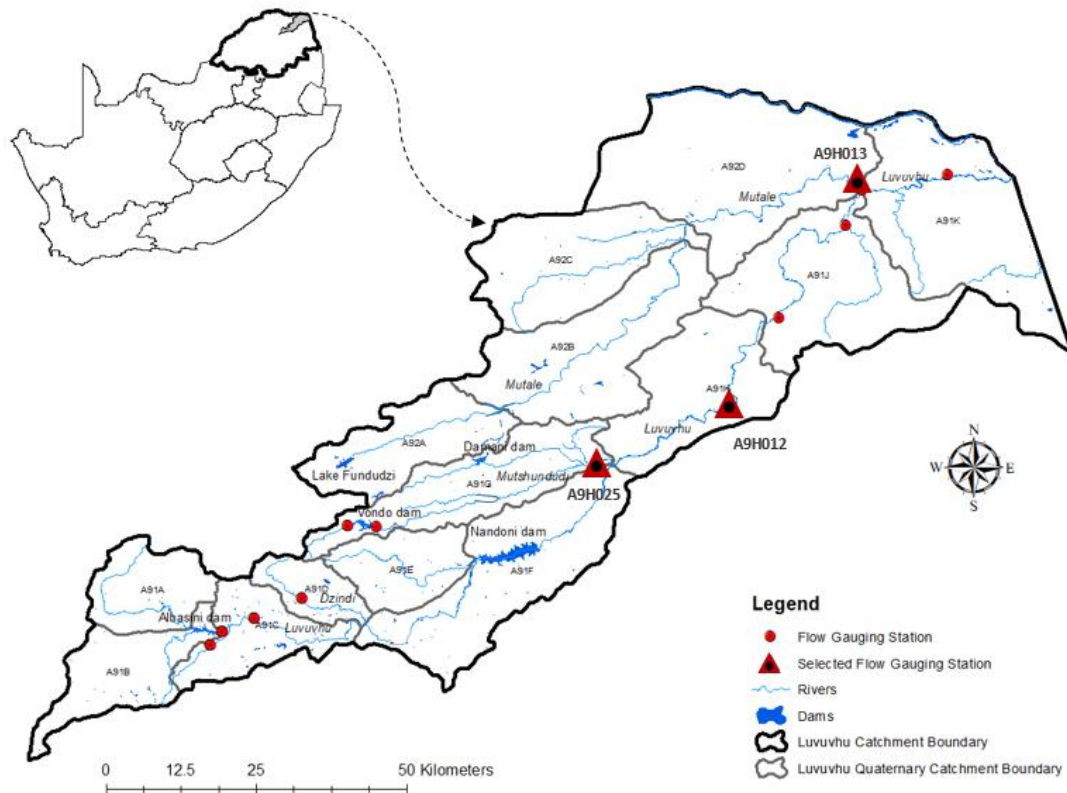 A9H013
A92D
Luvuvhu
Mutale
A91K
A92C
A91J
A92B
Mutale
A91H
Luvuvhu
A9H012
A92A
Damani dam
Lake Fundudzi
A91G
Mutshundudi
A9H025
Vondo dam
Nandoni dam
A91E
A91F
A91A
A91D
Dzindi
Albasini dam
A91C
Luvuvhu
A91B
N
W E
S
Legend
Flow Gauging Station
Selected Flow Gauging Station
Rivers
Dams
Luvuvhu Catchment Boundary
Luvuvhu Quaternary Catchment Boundary
0 12.5 25 50 Kilometers